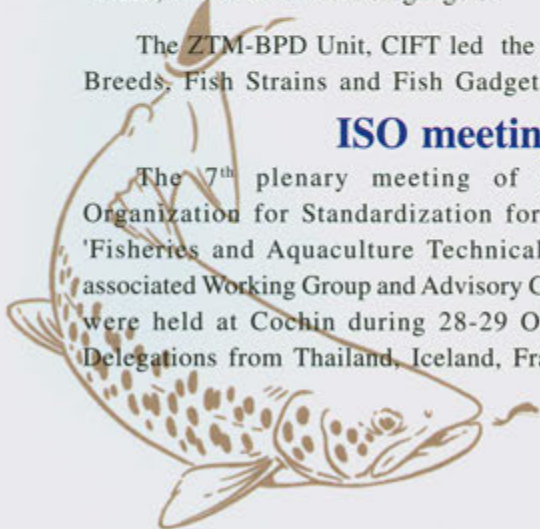 The ZTM-BPD Unit, CIFT led the
Breeds, Fish Strains and Fish Gadget
ISO meetin
The 7th plenary meeting of
Organization for Standardization for
'Fisheries and Aquaculture Technical
associated Working Group and Advisory C
were held at Cochin during 28-29 O
Delegations from Thailand, Iceland, Fra